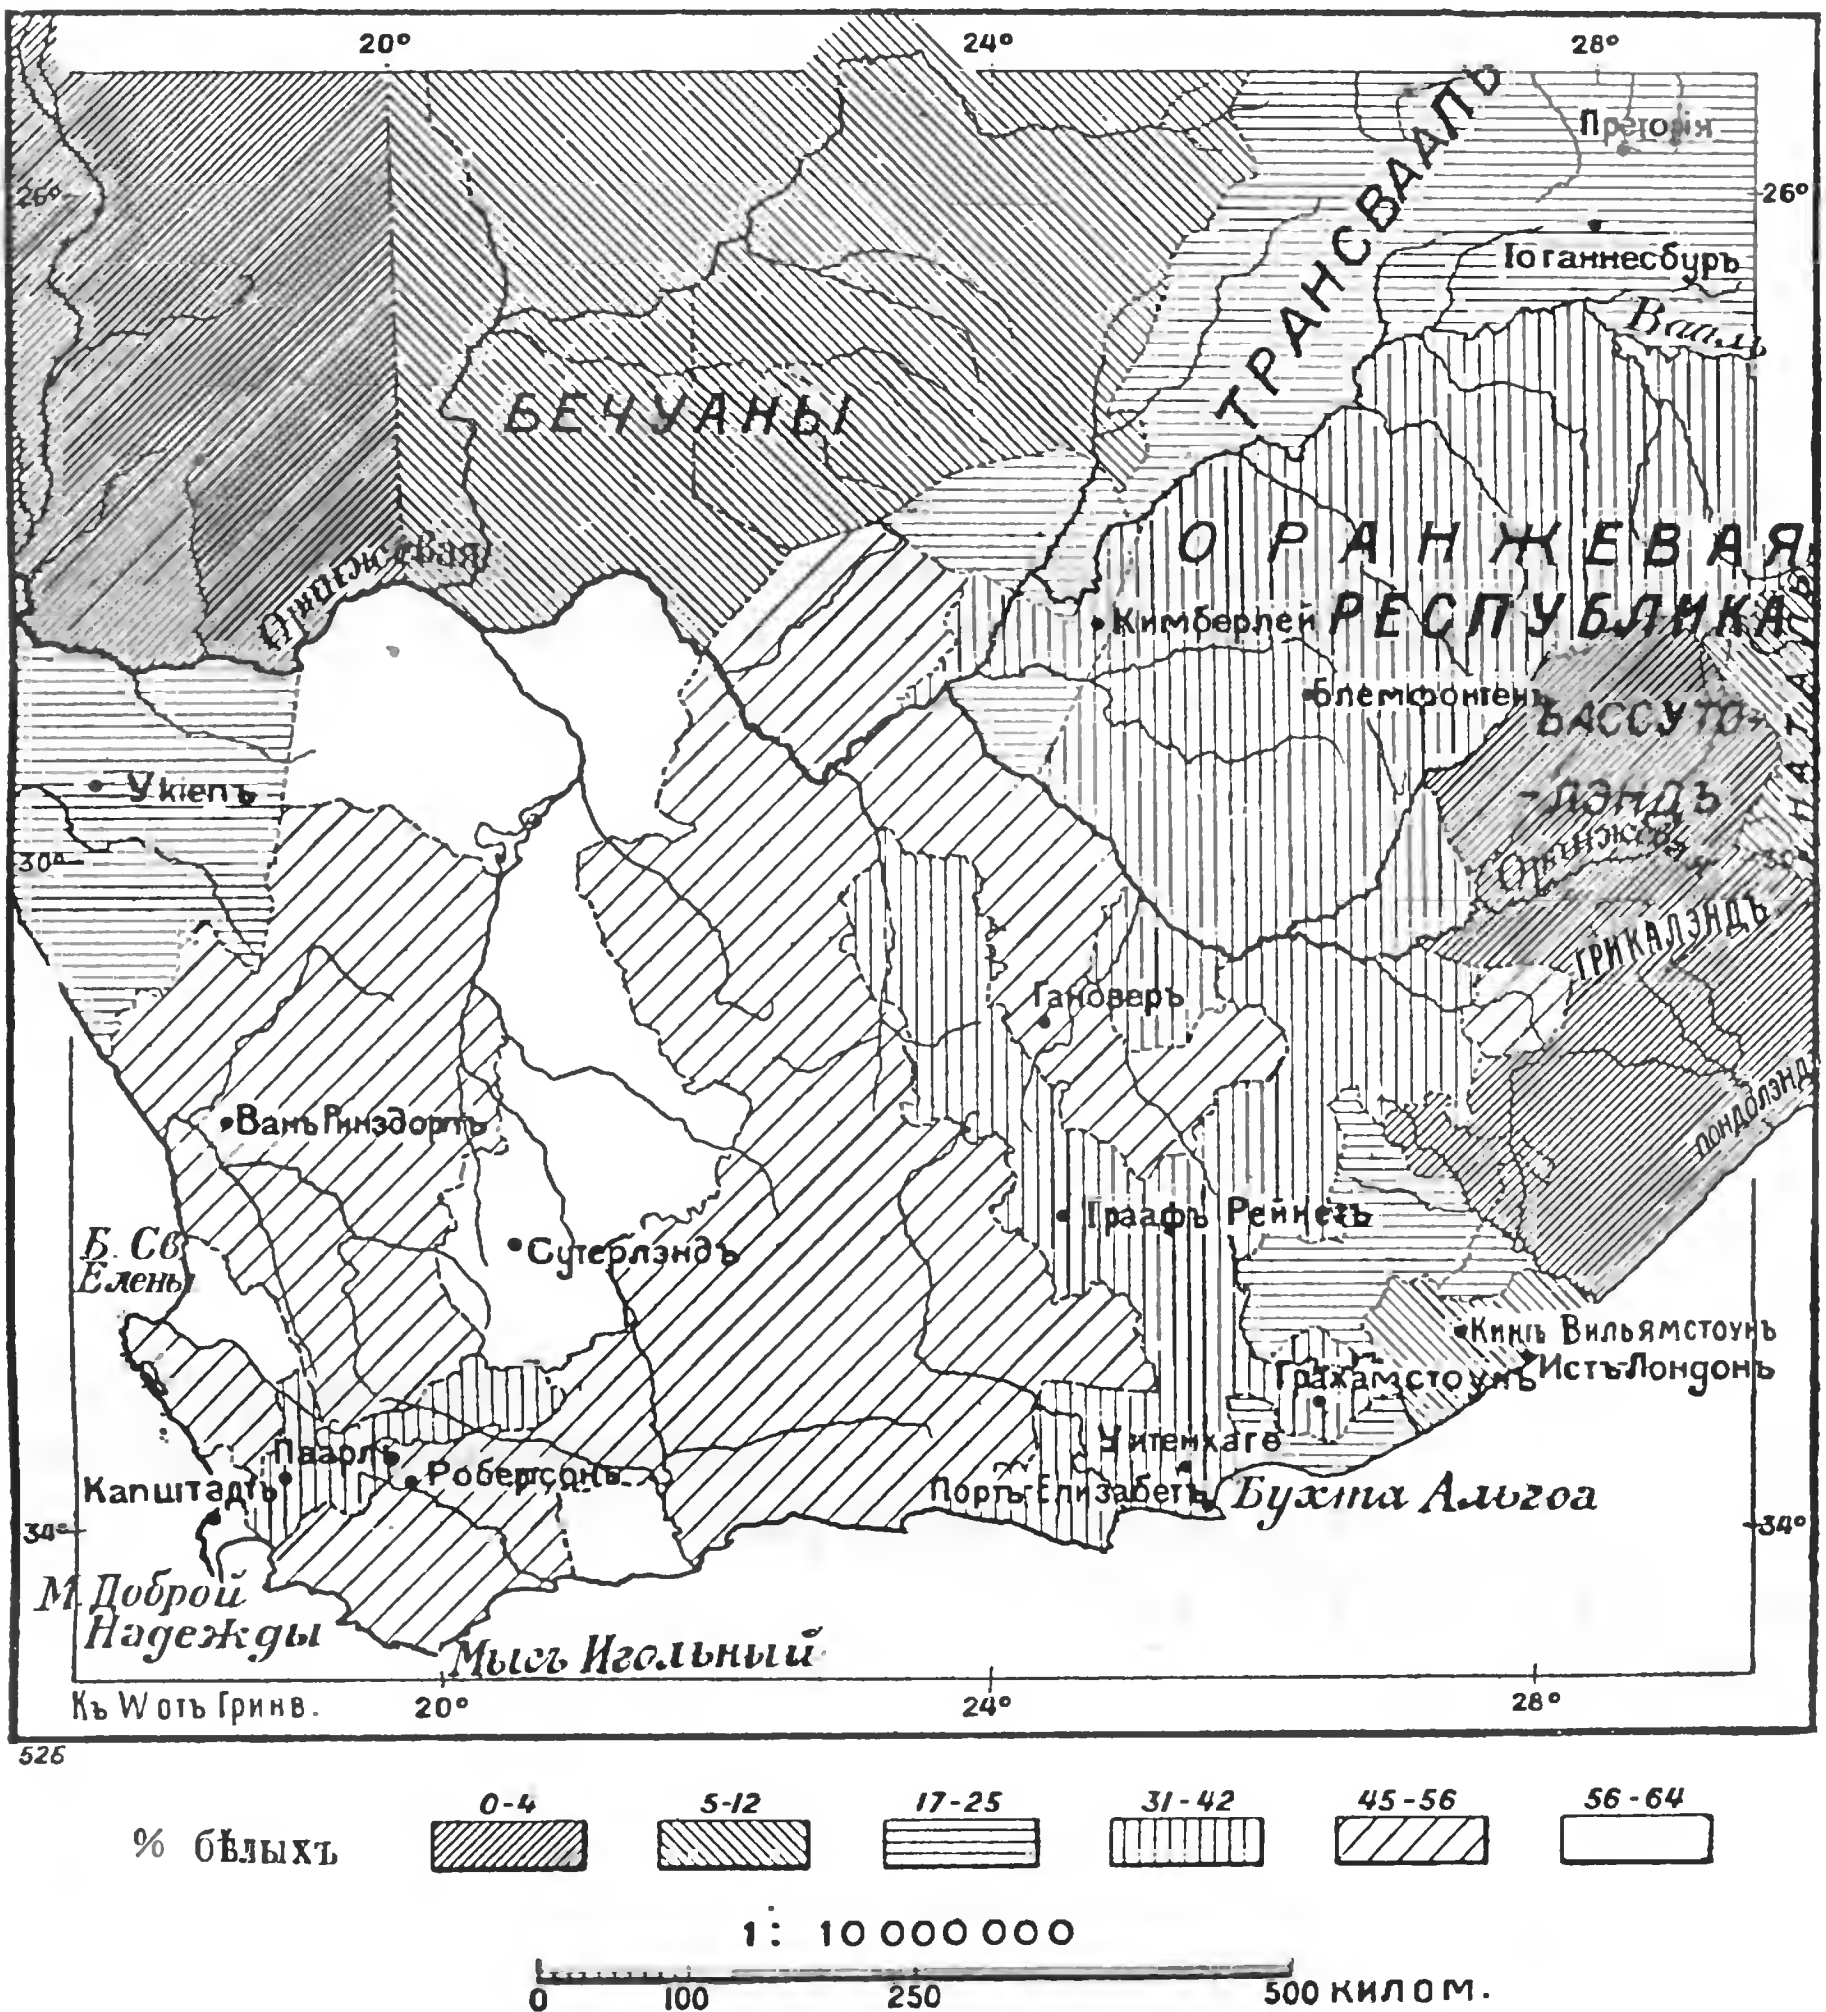 20° 24° 28°
Преторія
26° 26°
ТРАНСВААЛЬ
Іоганнесбург
Вааль
БЕЧУАНЫ
ОРАНЖЕВАЯ
РЕСПУБЛИКА
Оранжевая
Кимберлей
НАТАЛЬ
Блемфонтенъ
БАССУТО-
-ЛЭНДЪ
Укіепъ
Оранжев.
30° 30°
ГРИКАЛЭНДЪ
Гановеръ
ПОНДОЛЭНД
Ванъ Ринздорпъ
Граафъ Рейнетъ
Б. Св.
Елены
Сутерлэндъ
Кингъ Вильямстоунъ
Истъ-Лондонъ
Грахамстоунъ
Паарль
Уитенхаге
Робертсонъ
Капштадтъ
Портъ-Елизабетъ
Бухта Альгоа
34° 34°
М. Доброй
Надежды
Мысъ Игольный
Къ W отъ Гринв. 20° 24° 28°
526
0-4 5-12 17-25 31-42 45-56 56-64
% бѣлыхъ
1 : 10 000 000
0 100 250 500 килом.